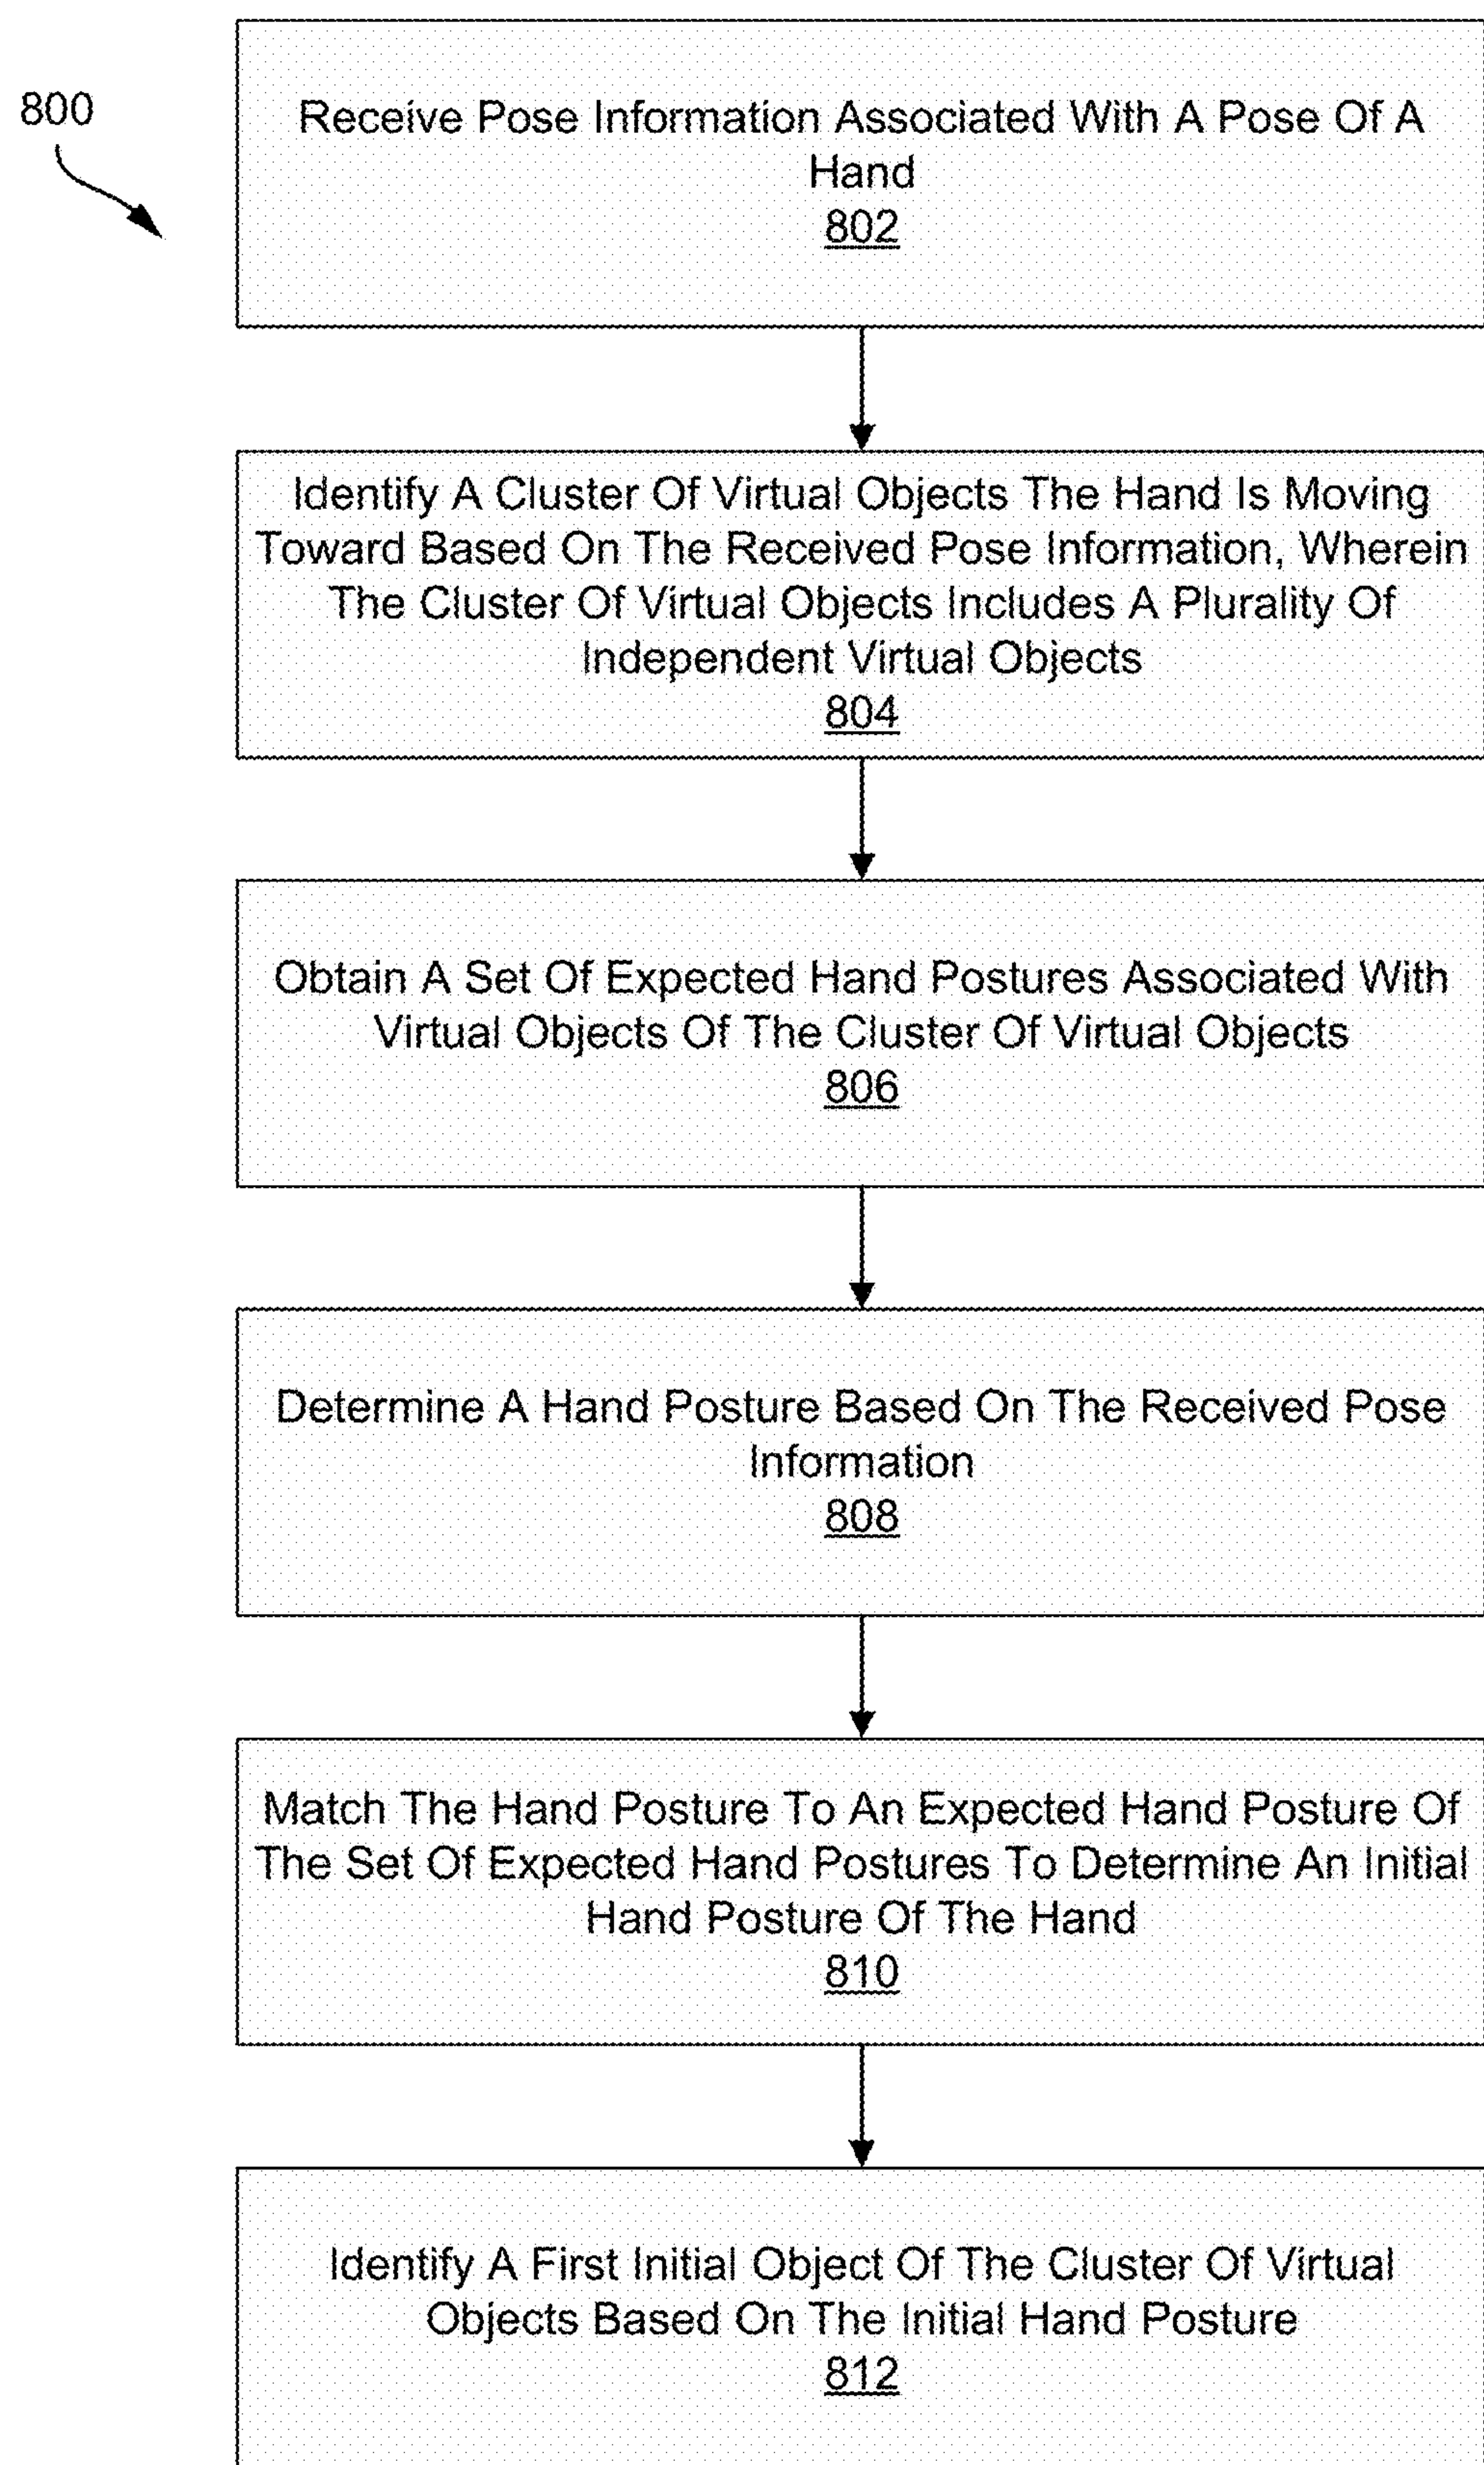 800
Receive Pose Information Associated With A Pose Of A
Hand
802
Identify A Cluster Of Virtual Objects The Hand Is Moving
Toward Based On The Received Pose Information, Wherein
The Cluster Of Virtual Objects Includes A Plurality Of
Independent Virtual Objects
804
Obtain A Set Of Expected Hand Postures Associated With
Virtual Objects Of The Cluster Of Virtual Objects
806
Determine A Hand Posture Based On The Received Pose
Information
808
Match The Hand Posture To An Expected Hand Posture Of
The Set Of Expected Hand Postures To Determine An Initial
Hand Posture Of The Hand
810
Identify A First Initial Object Of The Cluster Of Virtual
Objects Based On The Initial Hand Posture
812